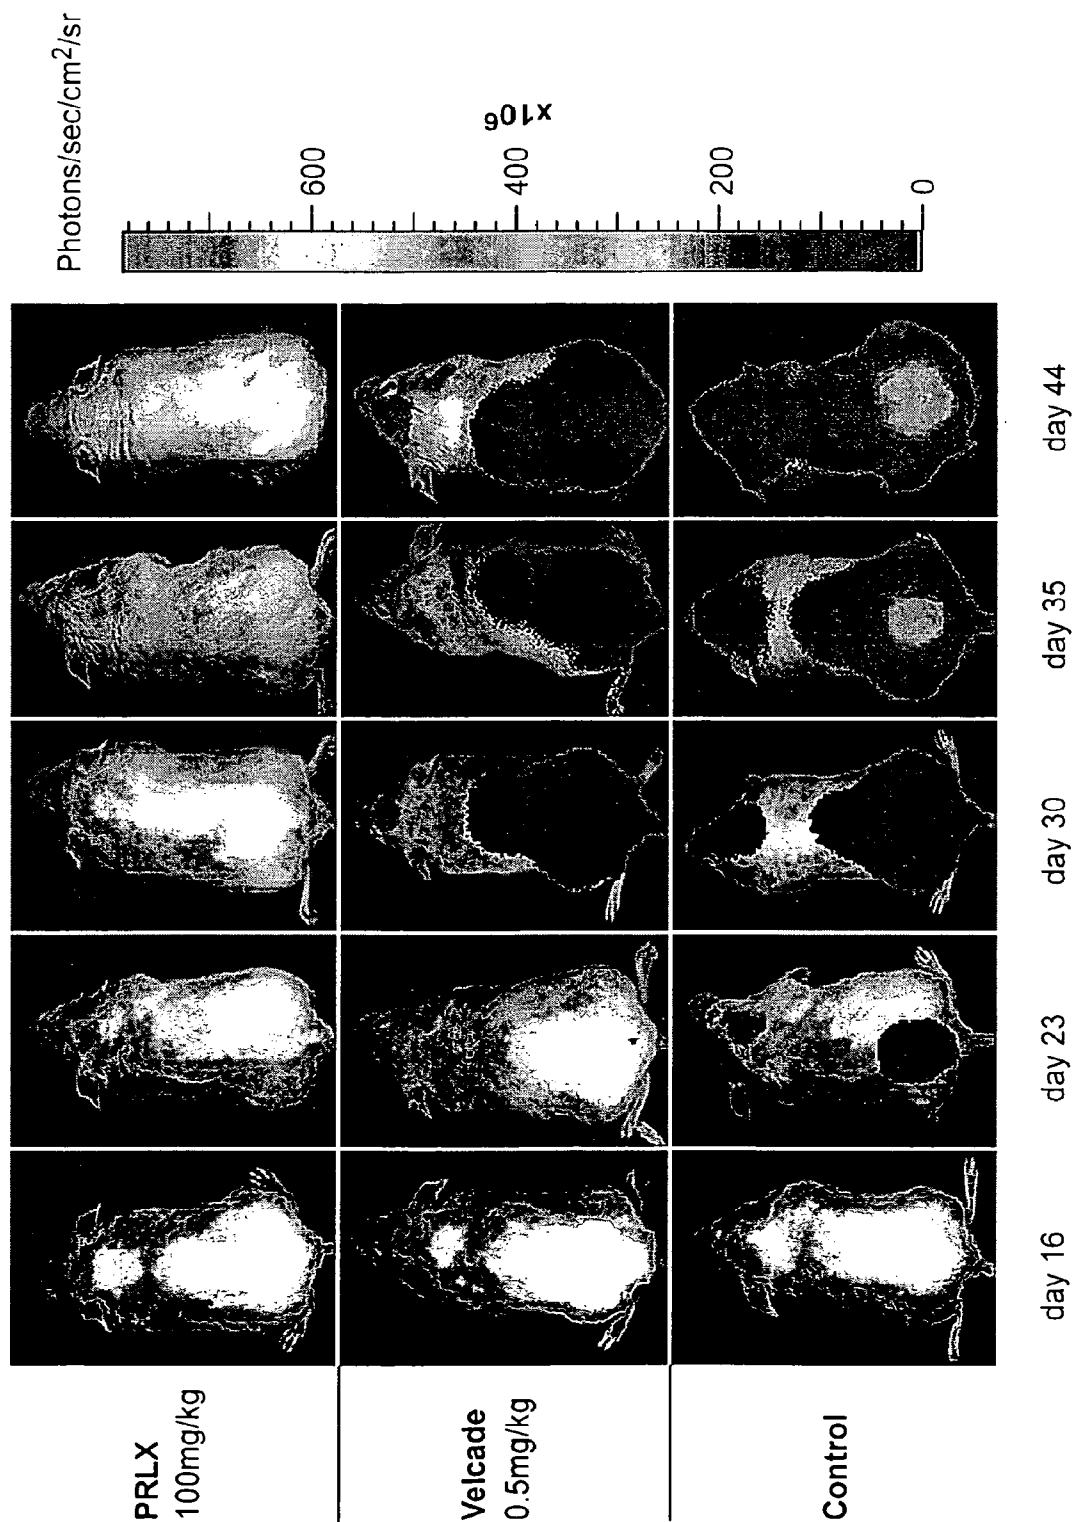 Photons/sec/cm²/sr
600
400
200
0
x10⁶
PRLX
100mg/kg
Velcade
0.5mg/kg
Control
day 16
day 23
day 30
day 35
day 44